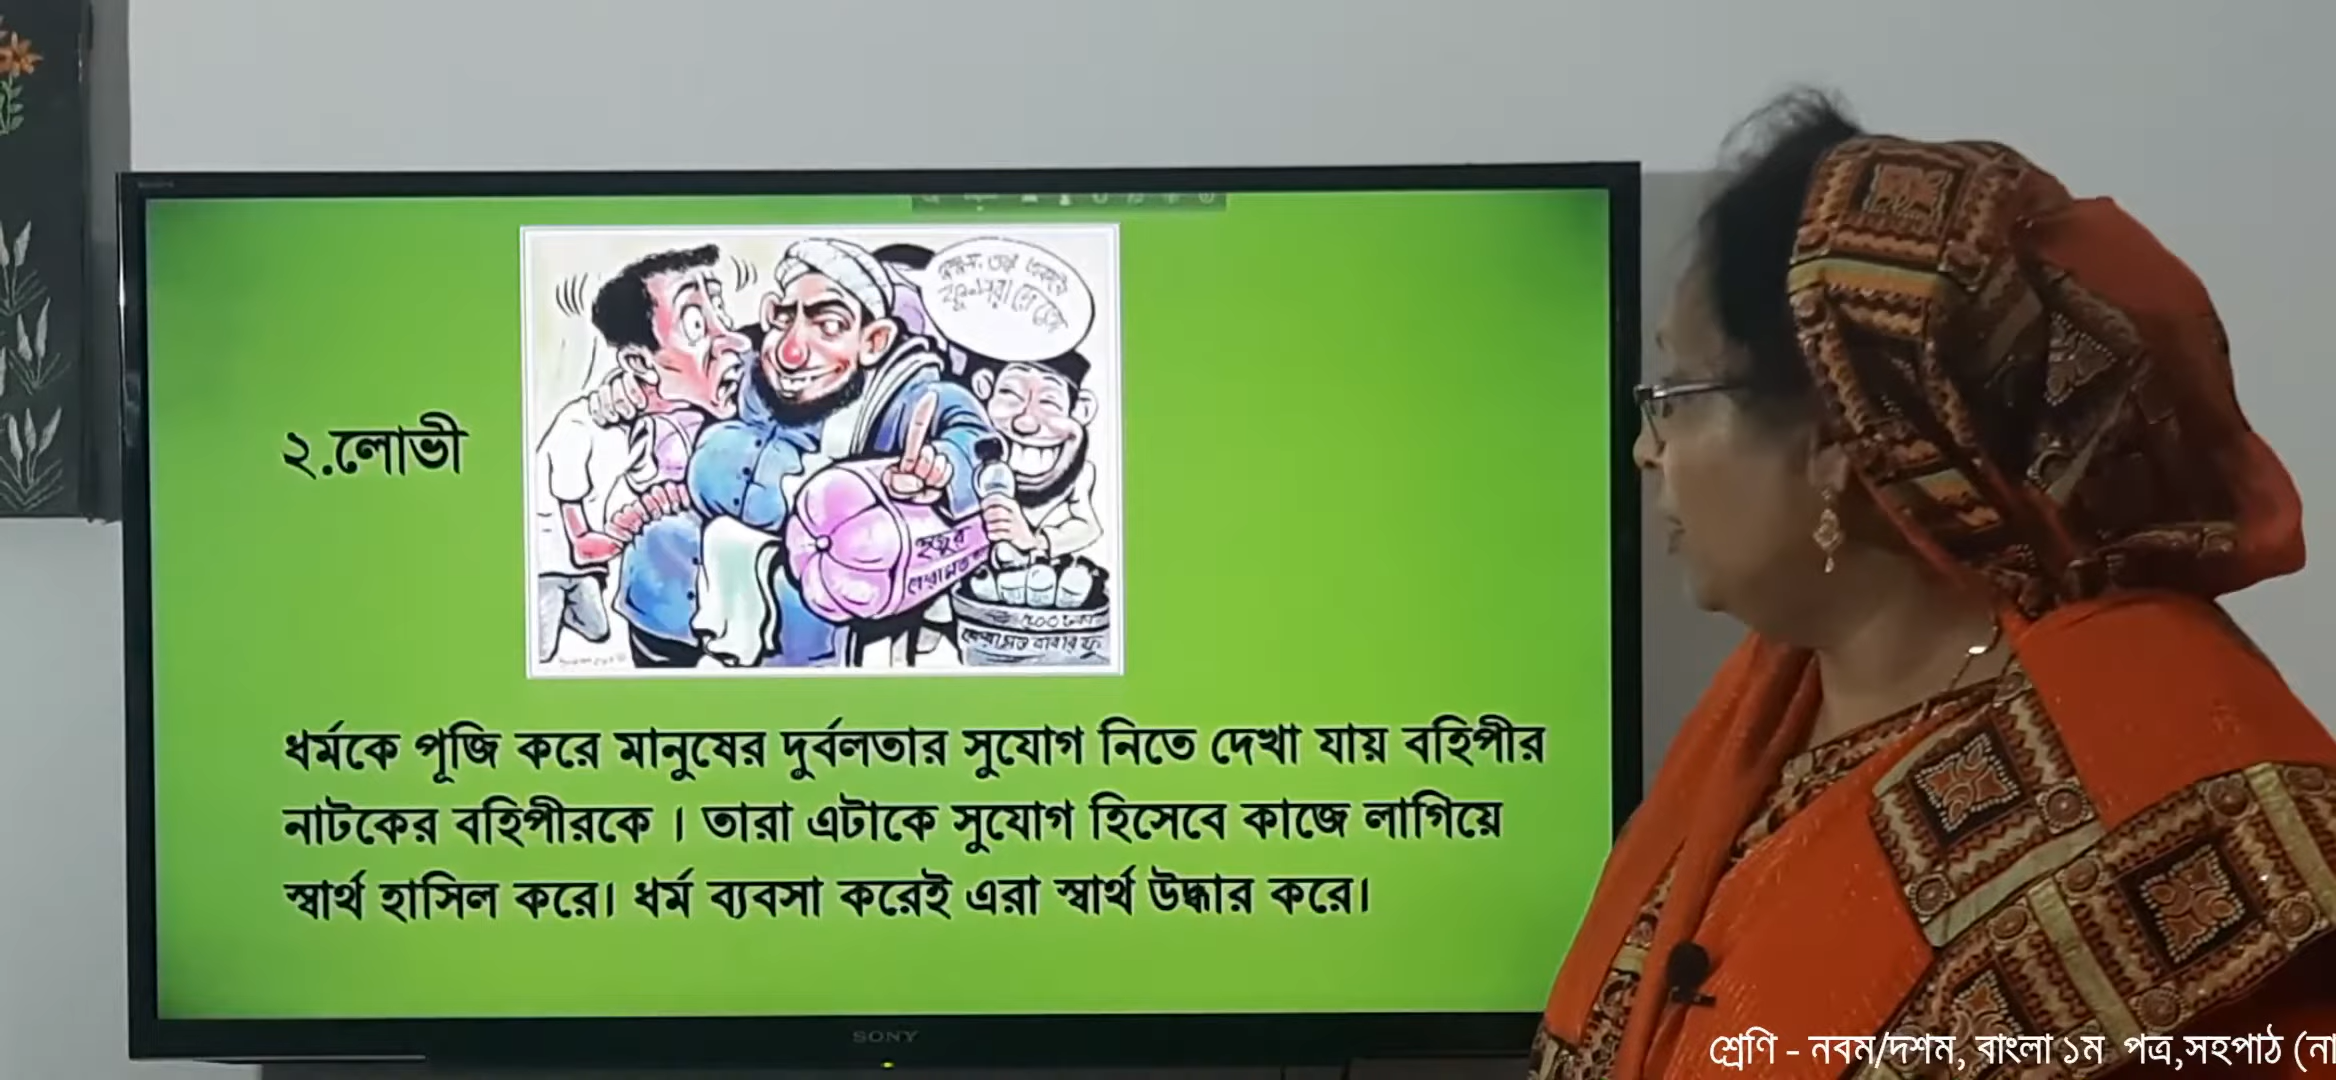 ২.লোভী
হুজুর
ধর্মকে পূজি করে মানুষের দুর্বলতার সুযোগ নিতে দেখা যায় বহিপীর
নাটকের বহিপীরকে । তারা এটাকে সুযোগ হিসেবে কাজে লাগিয়ে
স্বার্থ হাসিল করে। ধর্ম ব্যবসা করেই এরা স্বার্থ উদ্ধার করে।
SONY
শ্রেণি - নবম/দশম, বাংলা ১ম পত্র,সহপাঠ (না